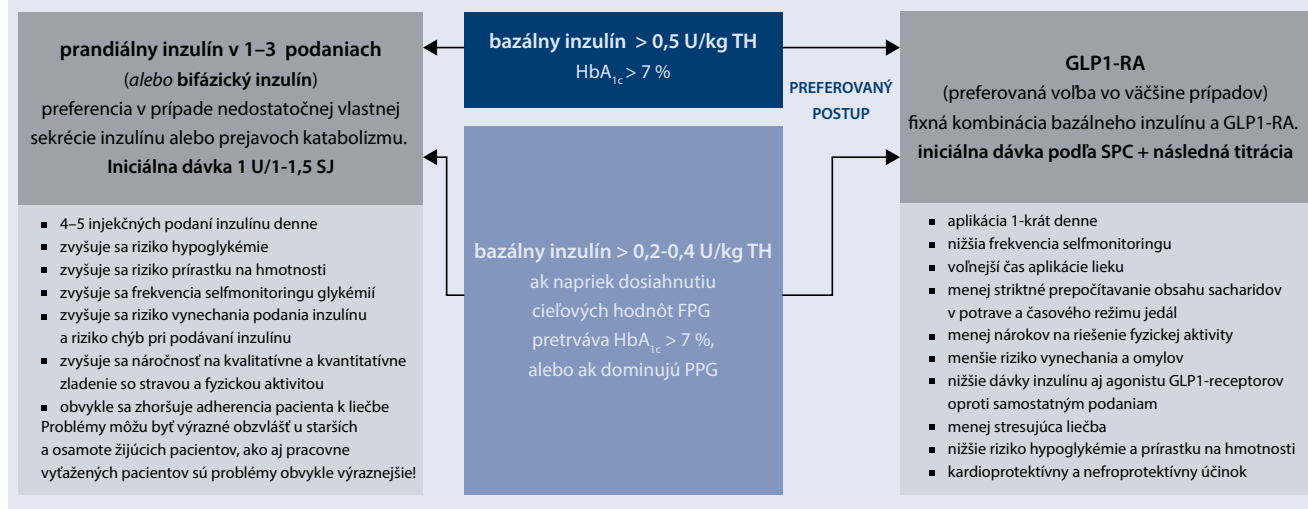 prandiálny inzulín v 1–3 podaniach
(alebo bifázický inzulín)
preferencia v prípade nedostatočnej vlastnej
sekrécie inzulínu alebo prejavoch katabolizmu.
Iniciálna dávka 1 U/1-1,5 SJ
▪ 4–5 injekčných podaní inzulínu denne
▪ zvyšuje sa riziko hypoglykémie
▪ zvyšuje sa riziko prírastku na hmotnosti
▪ zvyšuje sa frekvencia selfmonitoringu glykémií
▪ zvyšuje sa riziko vynechania podania inzulínu
a riziko chýb pri podávaní inzulínu
▪ zvyšuje sa náročnosť na kvalitatívne a kvantitatívne
zladenie so stravou a fyzickou aktivitou
▪ obvykle sa zhoršuje adherencia pacienta k liečbe
Problémy môžu byť výrazné obzvlášť u starších
a osamote žijúcich pacientov, ako aj pracovne
vyťažených pacientov sú problémy obvykle výraznejšie!
bazálny inzulín > 0,5 U/kg TH
HbA1c > 7 %
bazálny inzulín > 0,2-0,4 U/kg TH
ak napriek dosiahnutiu
cieľových hodnôt FPG
pretrváva HbA1c > 7 %,
alebo ak dominujú PPG
PREFEROVANÝ
POSTUP
GLP1-RA
(preferovaná voľba vo väčšine prípadov)
fixná kombinácia bazálneho inzulínu a GLP1-RA.
iniciálna dávka podľa SPC + následná titrácia
▪ aplikácia 1-krát denne
▪ nižšia frekvencia selfmonitoringu
▪ voľnejší čas aplikácie lieku
▪ menej striktné prepočítavanie obsahu sacharidov
v potrave a časového režimu jedál
▪ menej nárokov na riešenie fyzickej aktivity
▪ menšie riziko vynechania a omylov
▪ nižšie dávky inzulínu aj agonistu GLP1-receptorov
oproti samostatným podaniam
▪ menej stresujúca liečba
▪ nižšie riziko hypoglykémie a prírastku na hmotnosti
▪ kardioprotektívny a nefroprotektívny účinok